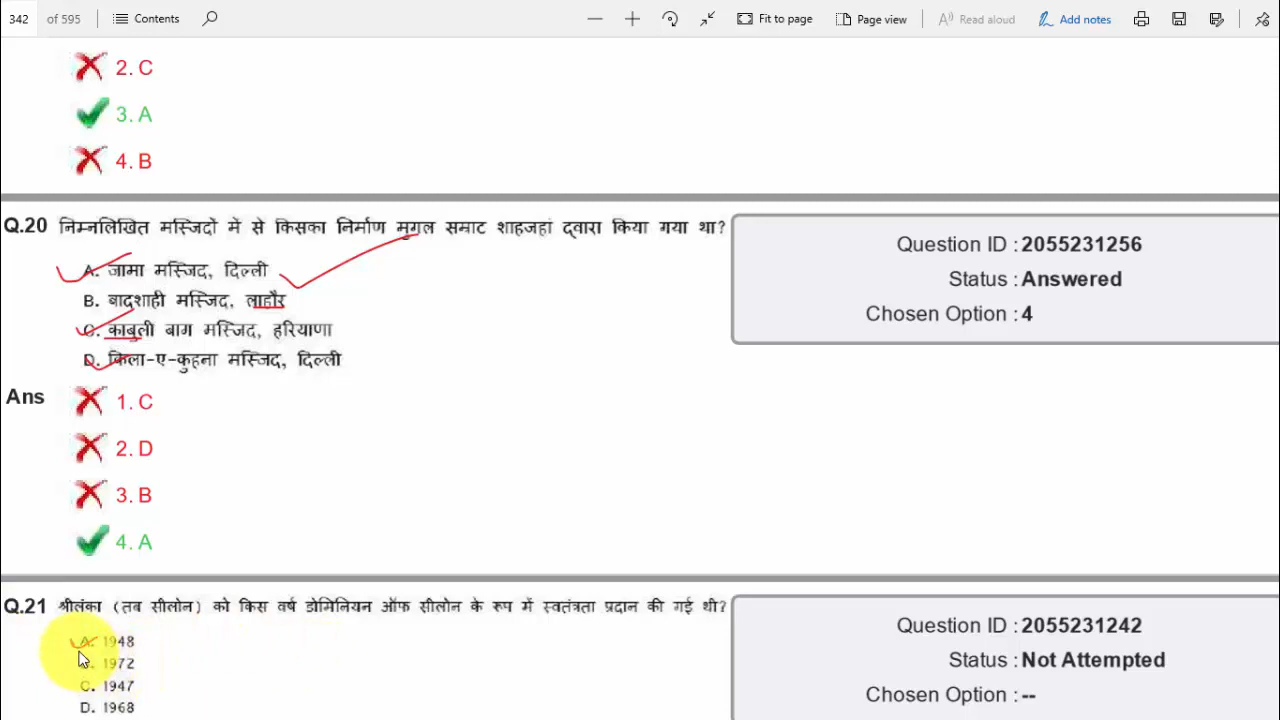 342 of 595 Contents Fit to page Page view Read aloud Add notes
2. C
3. A
4. B
Q.20 निम्नलिखित मस्जिदों में से किसका निर्माण मुगल सम्राट शाहजहां द्वारा किया गया था?
A. जामा मस्जिद, दिल्ली
B. बादशाही मस्जिद, लाहौर
C. काबुली बाग मस्जिद, हरियाणा
D. किला-ए-कुहना मस्जिद, दिल्ली
Question ID : 2055231256
Status : Answered
Chosen Option : 4
Ans
1. C
2. D
3. B
4. A
Q.21 श्रीलंका (तब सीलोन) को किस वर्ष डोमिनियन ऑफ सीलोन के रूप में स्वतंत्रता प्रदान की गई थी?
A. 1948
B. 1972
C. 1947
D. 1968
Question ID : 2055231242
Status : Not Attempted
Chosen Option : --